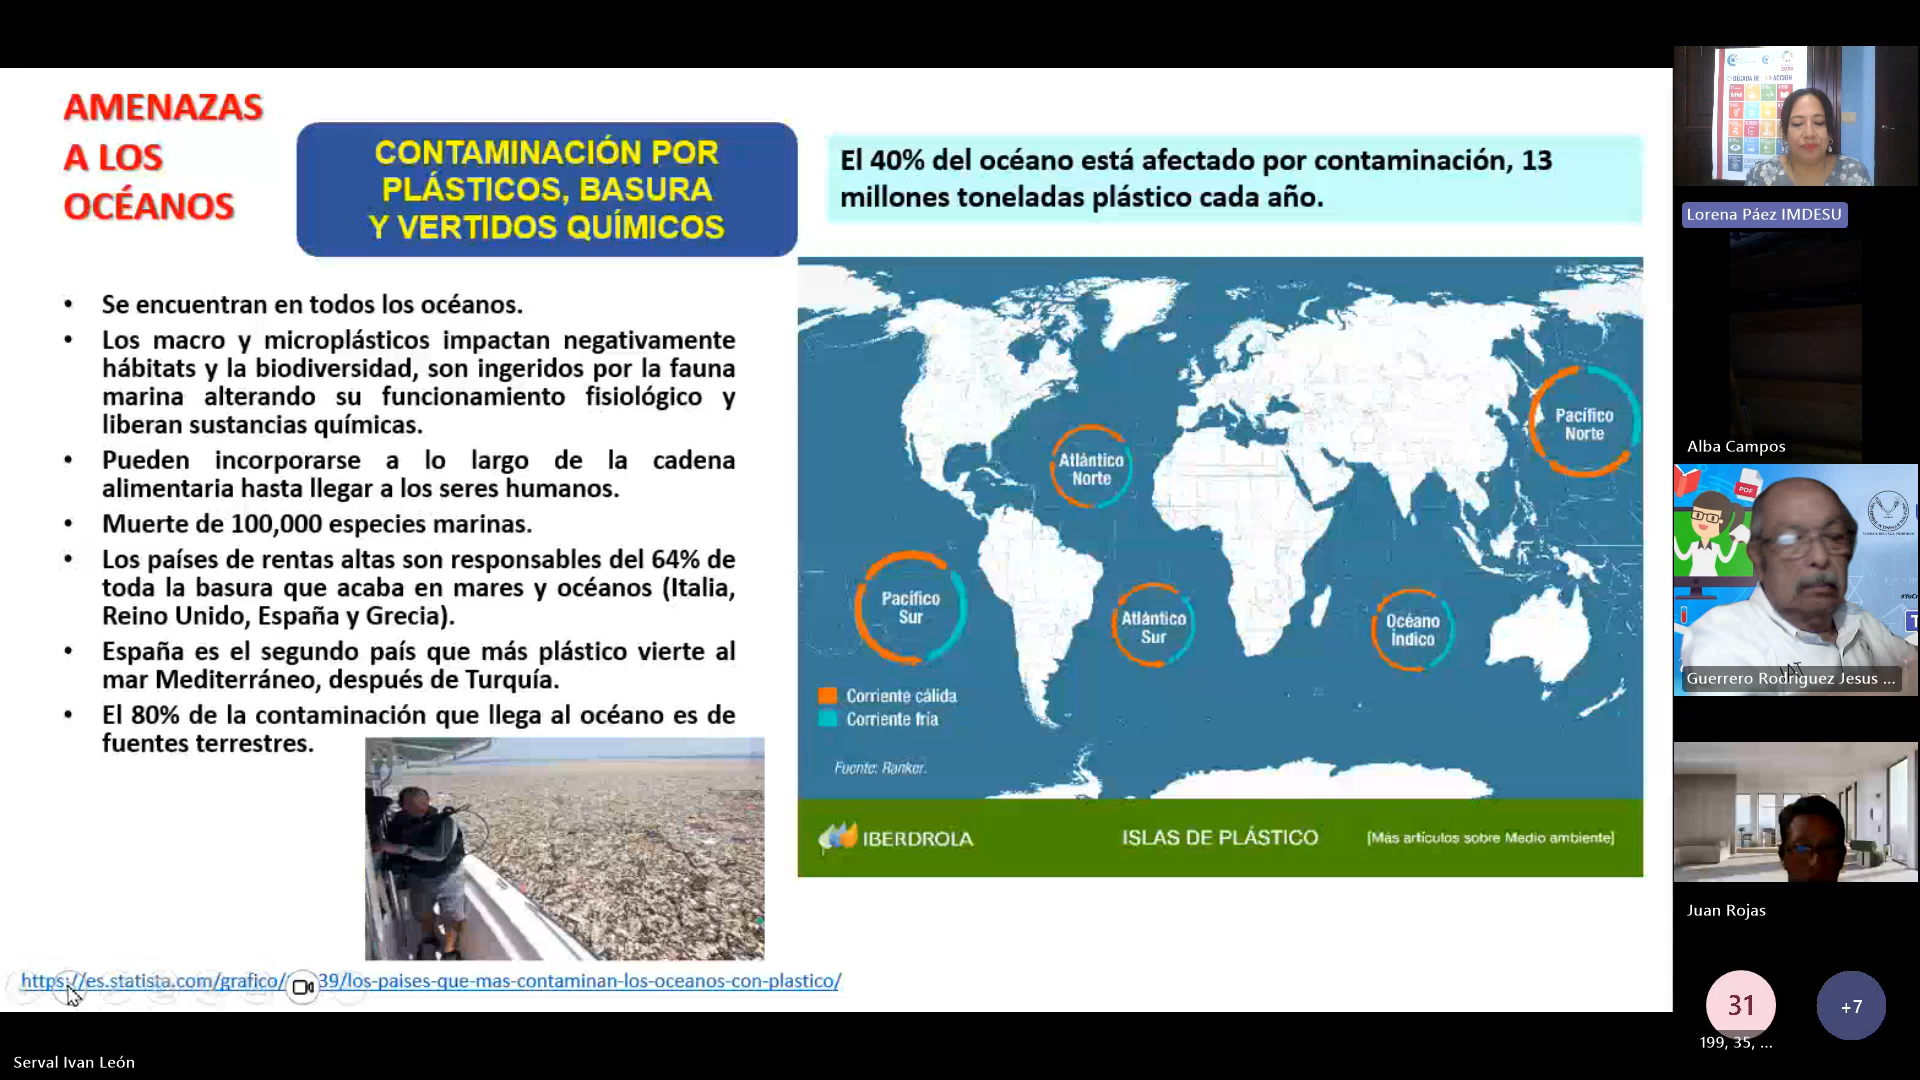 AMENAZAS
A LOS
OCÉANOS
CONTAMINACIÓN POR
PLÁSTICOS, BASURA
Y VERTIDOS QUÍMICOS
El 40% del océano está afectado por contaminación, 13
millones toneladas plástico cada año.
• Se encuentran en todos los océanos.
• Los macro y microplásticos impactan negativamente
hábitats y la biodiversidad, son ingeridos por la fauna
marina alterando su funcionamiento fisiológico y
liberan sustancias químicas.
• Pueden incorporarse a lo largo de la cadena
alimentaria hasta llegar a los seres humanos.
• Muerte de 100,000 especies marinas.
• Los países de rentas altas son responsables del 64% de
toda la basura que acaba en mares y océanos (Italia,
Reino Unido, España y Grecia).
• España es el segundo país que más plástico vierte al
mar Mediterráneo, después de Turquía.
• El 80% de la contaminación que llega al océano es de
fuentes terrestres.
Pacífico
Norte
Atlántico
Norte
Pacífico
Sur
Atlántico
Sur
Océano
Índico
Corriente cálida
Corriente fría
Fuente: Ranker.
IBERDROLA
ISLAS DE PLÁSTICO
[Más artículos sobre Medio ambiente]
https://es.statista.com/grafico/ 39/los-paises-que-mas-contaminan-los-oceanos-con-plastico/
Serval Ivan León
DÉCADA DE ACCIÓN
Lorena Páez IMDESU
Alba Campos
PDF
Guerrero Rodriguez Jesus ...
Juan Rojas
31
+7
199, 35, ...